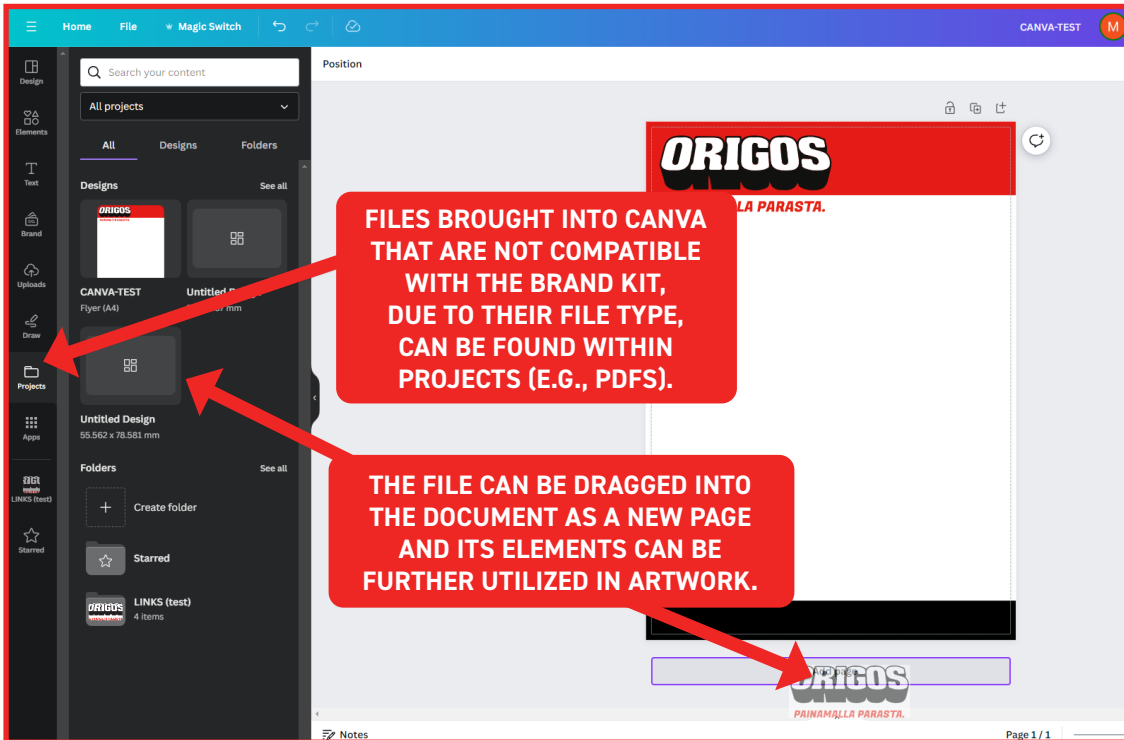 Home File Magic Switch CANVA-TEST M
Design
Elements
Text
Brand
Uploads
Draw
Projects
Apps
LINKS (test)
Starred
Search your content
All projects
All Designs Folders
Designs See all
ORIGOS
CANVA-TEST
Flyer (A4)
Untitled
mm
Untitled Design
55.562 x 78.581 mm
Folders See all
Create folder
Starred
ORIGOS
LINKS (test)
4 items
Position
ORIGOS
LA PARASTA.
FILES BROUGHT INTO CANVA
THAT ARE NOT COMPATIBLE
WITH THE BRAND KIT,
DUE TO THEIR FILE TYPE,
CAN BE FOUND WITHIN
PROJECTS (E.G., PDFS).
THE FILE CAN BE DRAGGED INTO
THE DOCUMENT AS A NEW PAGE
AND ITS ELEMENTS CAN BE
FURTHER UTILIZED IN ARTWORK.
Add page
ORIGOS
PAINAMALLA PARASTA.
Notes Page 1 / 1